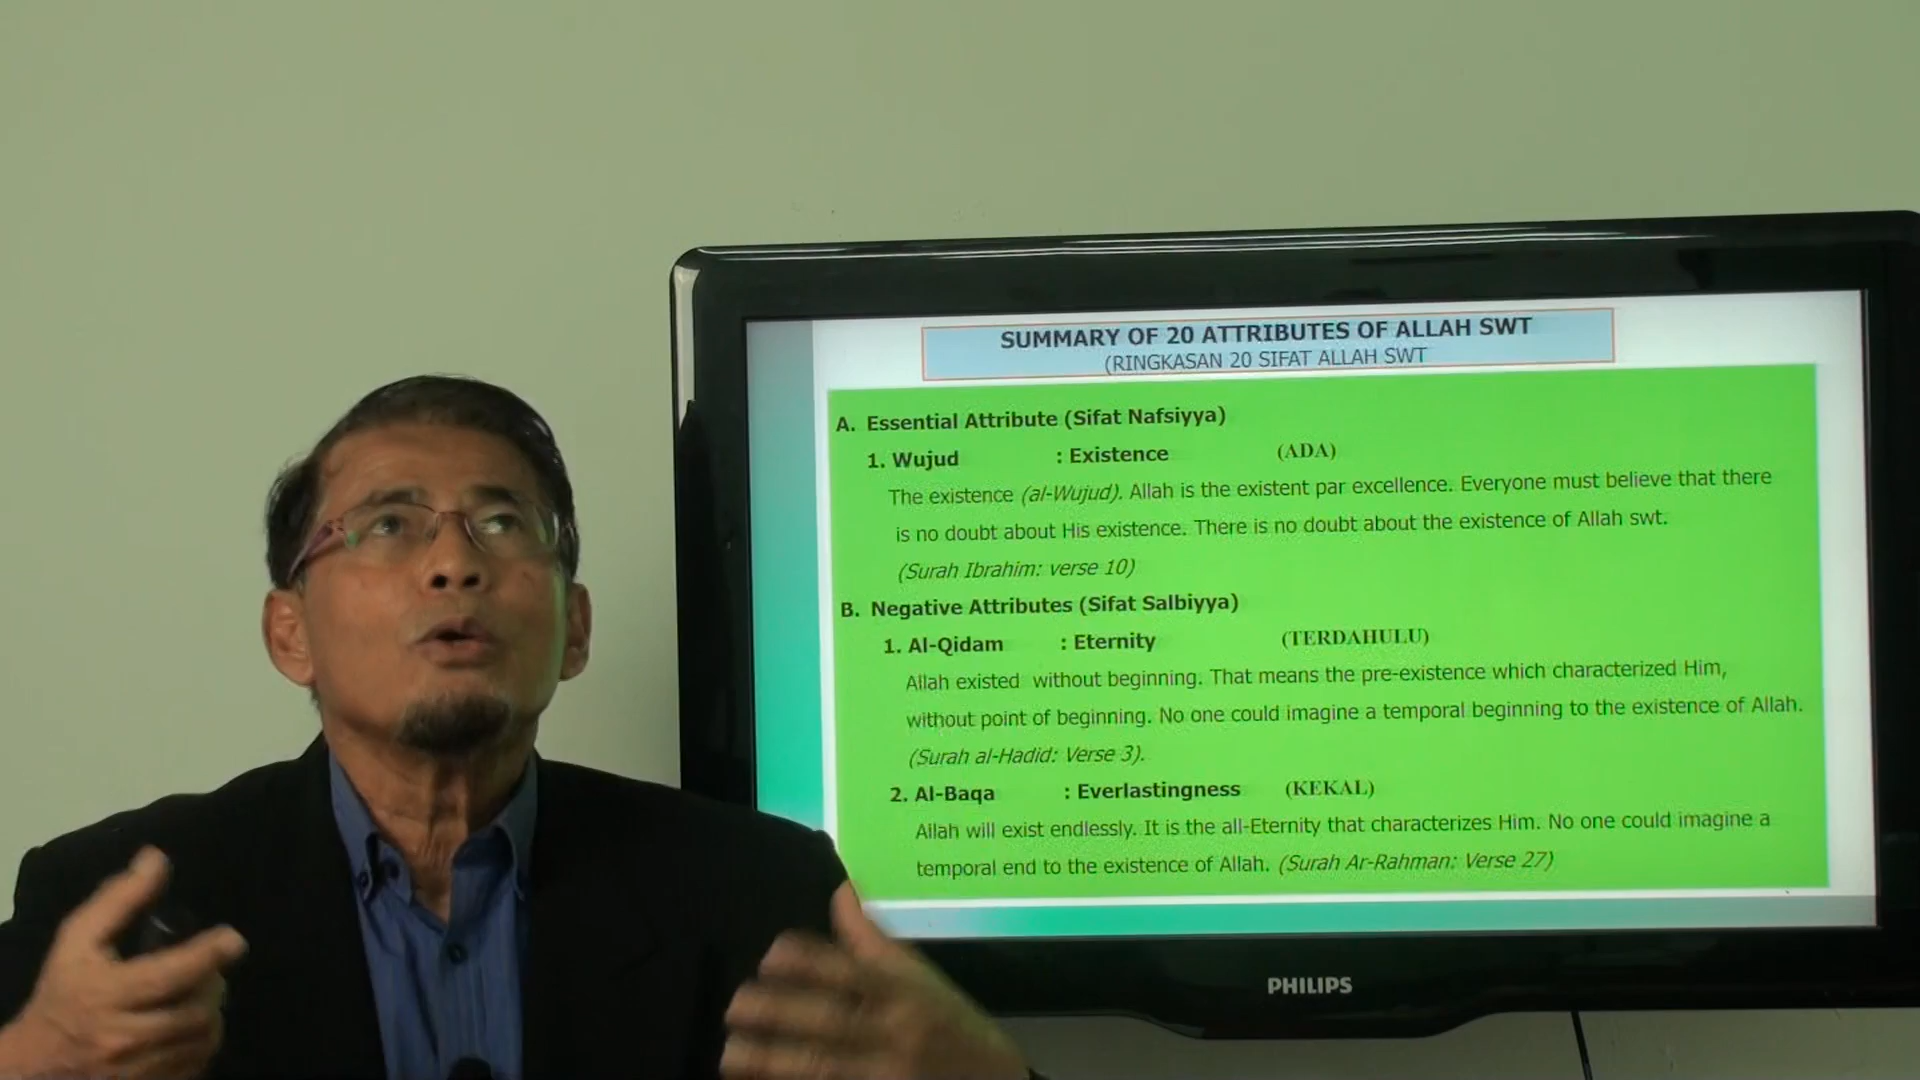 SUMMARY OF 20 ATTRIBUTES OF ALLAH SWT
(RINGKASAN 20 SIFAT ALLAH SWT
A. Essential Attribute (Sifat Nafsiyya)
1. Wujud : Existence (ADA)
The existence (al-Wujud). Allah is the existent par excellence. Everyone must believe that there
is no doubt about His existence. There is no doubt about the existence of Allah swt.
(Surah Ibrahim: verse 10)
B. Negative Attributes (Sifat Salbiyya)
1. Al-Qidam : Eternity (TERDAHULU)
Allah existed without beginning. That means the pre-existence which characterized Him,
without point of beginning. No one could imagine a temporal beginning to the existence of Allah.
(Surah al-Hadid: Verse 3).
2. Al-Baqa : Everlastingness (KEKAL)
Allah will exist endlessly. It is the all-Eternity that characterizes Him. No one could imagine a
temporal end to the existence of Allah. (Surah Ar-Rahman: Verse 27)
PHILIPS